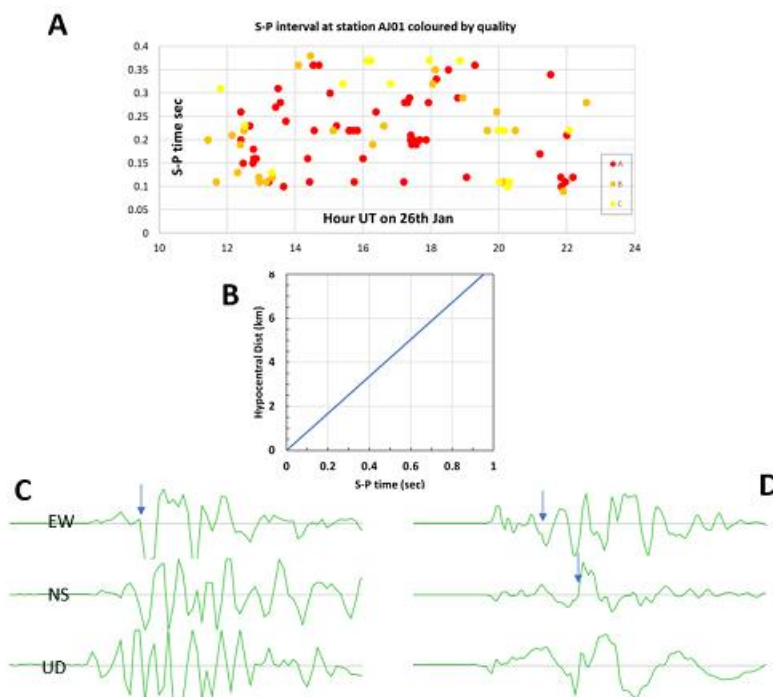 A
S-P interval at station AJ01 coloured by quality
0.4
0.35
0.3
0.25
0.2
0.15
0.1
0.05
0
S-P time sec
A
B
C
Hour UT on 26th Jan
10 12 14 16 18 20 22 24
B
8
6
4
2
0
Hypocentral Dist (km)
0 0.2 0.4 0.6 0.8 1
S-P time (sec)
C
D
EW
NS
UD